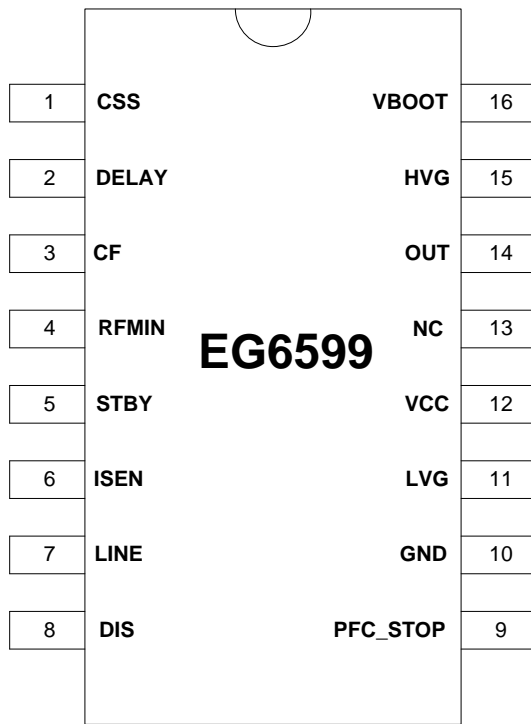 1 CSS VBOOT 16
2 DELAY HVG 15
3 CF OUT 14
4 RFMIN NC 13
EG6599
5 STBY VCC 12
6 ISEN LVG 11
7 LINE GND 10
8 DIS PFC_STOP 9